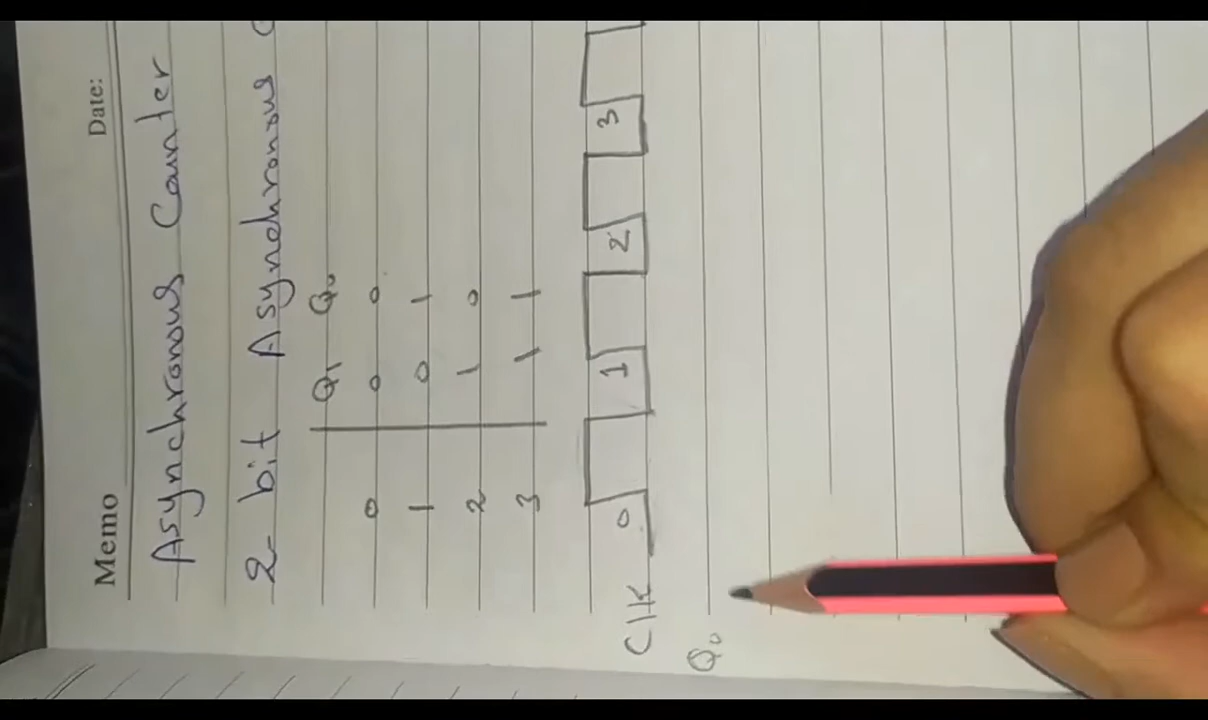 Memo Date:
Asynchronous Counter
2- bit Asynchronous
Q1 Q0
0 0 0
1 0 1
2 1 0
3 1 1
Clk 0 1 2 3
Q0